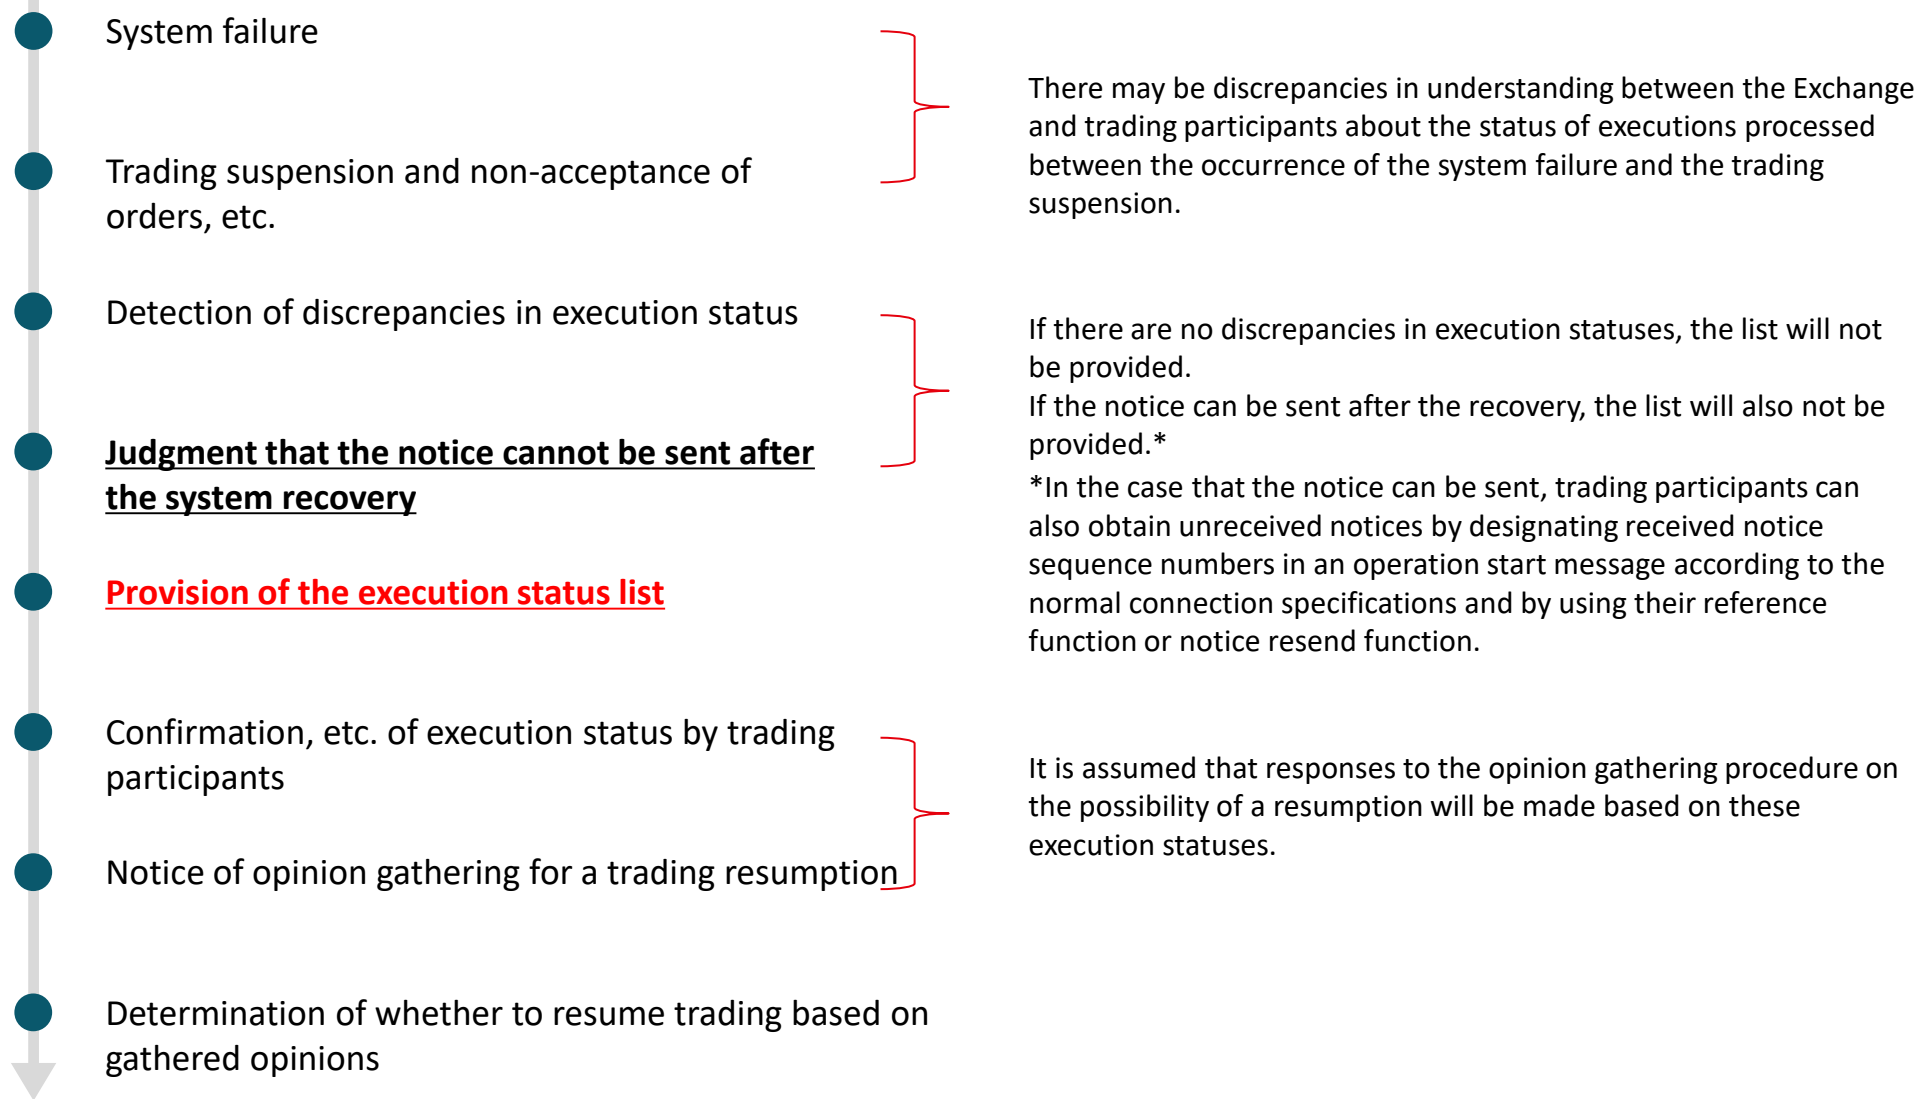 System failure
There may be discrepancies in understanding between the Exchange
and trading participants about the status of executions processed
between the occurrence of the system failure and the trading
suspension.
Trading suspension and non-acceptance of
orders, etc.
Detection of discrepancies in execution status
If there are no discrepancies in execution statuses, the list will not
be provided.
If the notice can be sent after the recovery, the list will also not be
provided.*
*In the case that the notice can be sent, trading participants can
also obtain unreceived notices by designating received notice
sequence numbers in an operation start message according to the
normal connection specifications and by using their reference
function or notice resend function.
Judgment that the notice cannot be sent after
the system recovery
Provision of the execution status list
Confirmation, etc. of execution status by trading
participants
It is assumed that responses to the opinion gathering procedure on
the possibility of a resumption will be made based on these
execution statuses.
Notice of opinion gathering for a trading resumption
Determination of whether to resume trading based on
gathered opinions